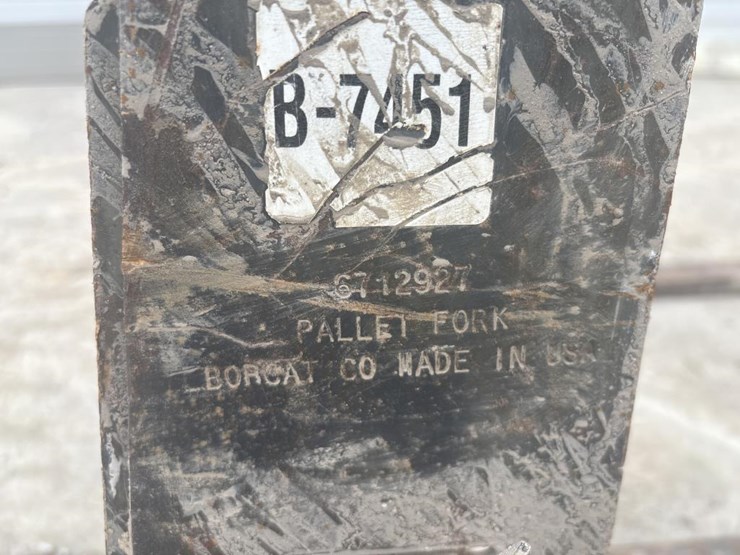 B-7451
6712927
PALLET FORK
BOBCAT CO MADE IN USA